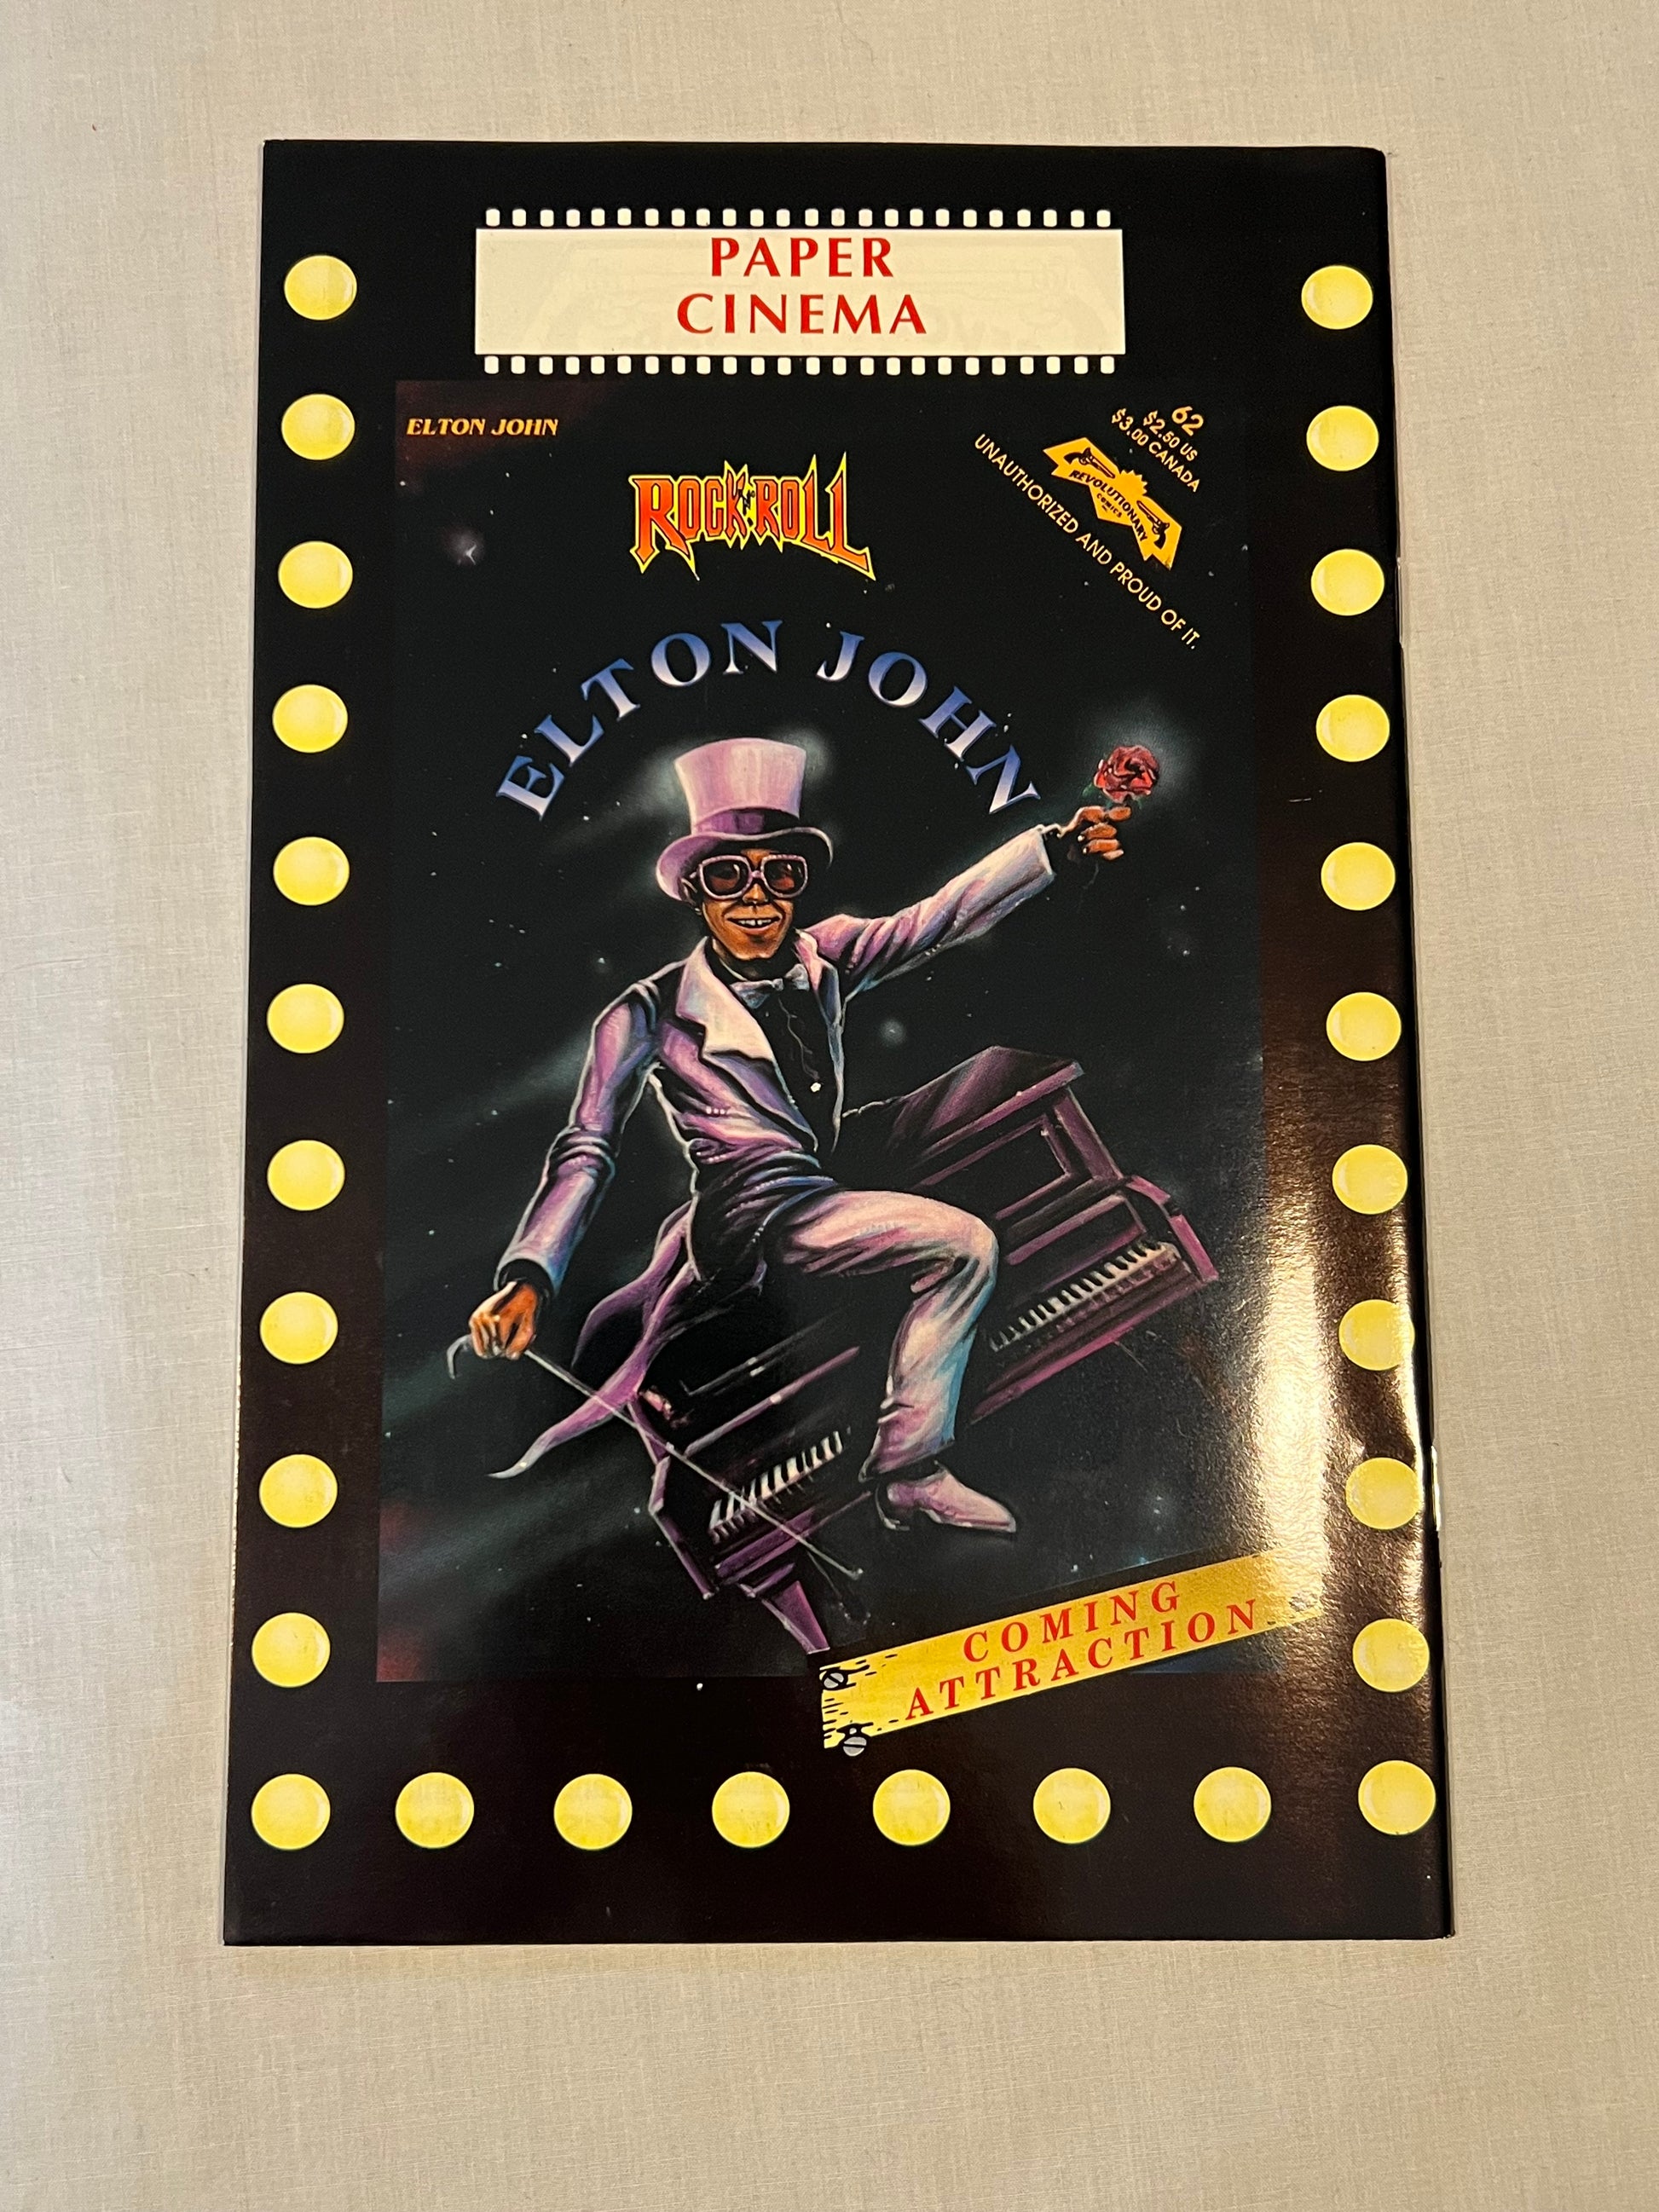 PAPER
CINEMA
ELTON JOHN
62
$2.50 US
$3.00 CANADA
REVOLUTIONARY
COMICS
UNAUTHORIZED AND PROUD OF IT.
ROCK 'N' ROLL
ELTON JOHN
COMING
ATTRACTION